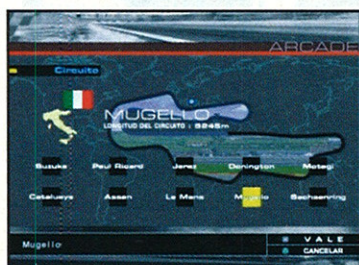 ARCADE
Circuito
MUGELLO
LONGITUD DEL CIRCUITO : 5245m
Suzuka Paul Ricard Jerez Donington Motegi
Catalunya Assen Le Mans Mugello Sachsenring
Mugello
VALE
CANCELAR